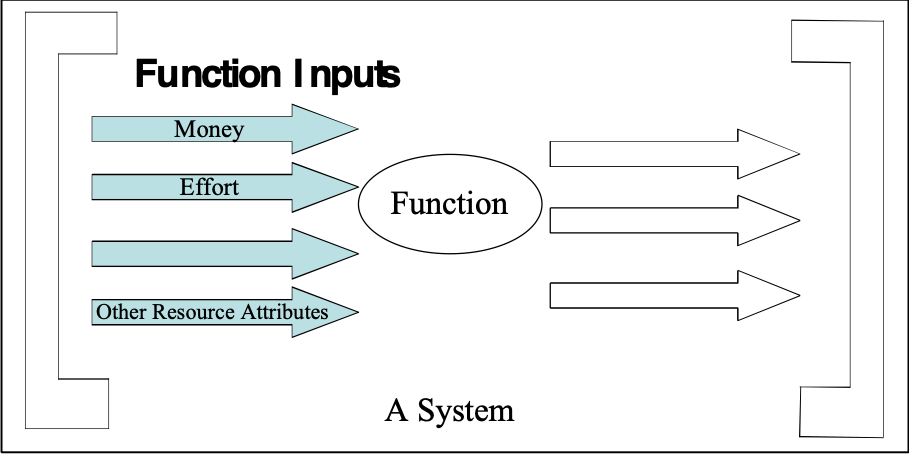 Function Inputs
Money
Effort
Function
Other Resource Attributes
A System